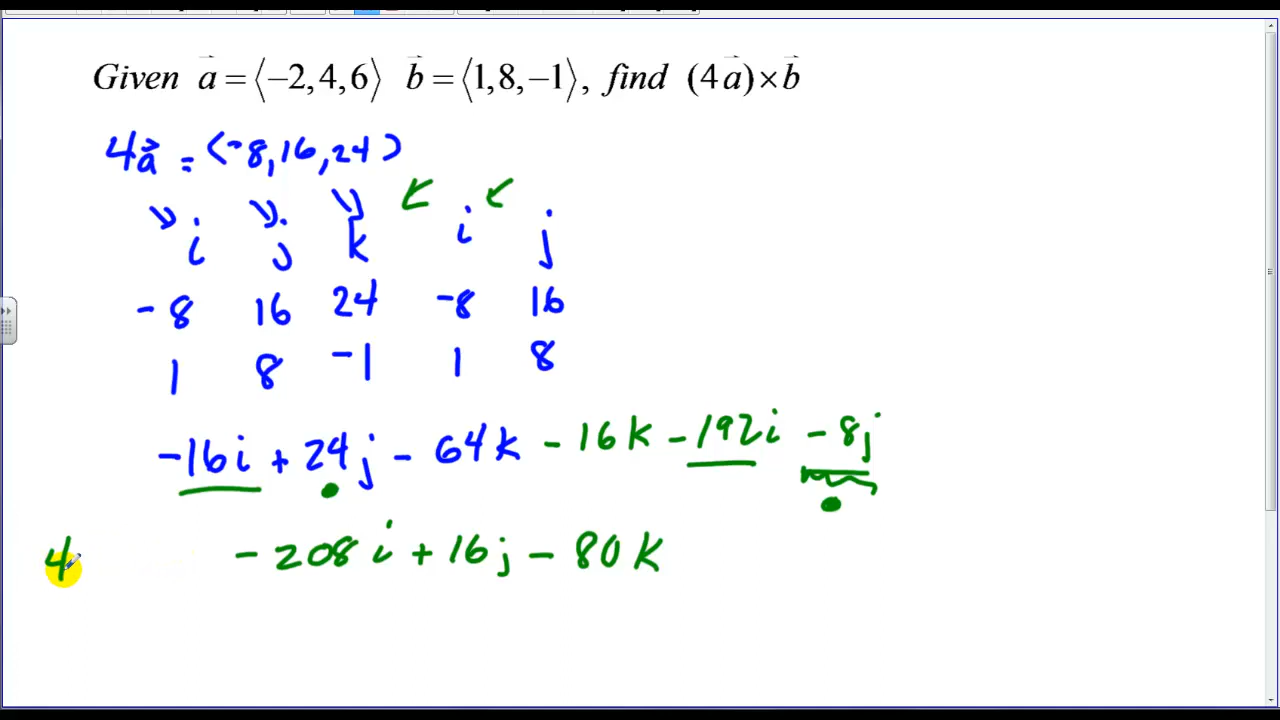 Given a⃗ = ⟨−2, 4, 6⟩ b⃗ = ⟨1, 8, −1⟩, find (4a⃗) × b⃗
4a⃗ = ⟨-8, 16, 24⟩
i j k i j
-8 16 24 -8 16
1 8 -1 1 8
-16i + 24j - 64k - 16k - 192i - 8j
4 - 208i + 16j - 80k